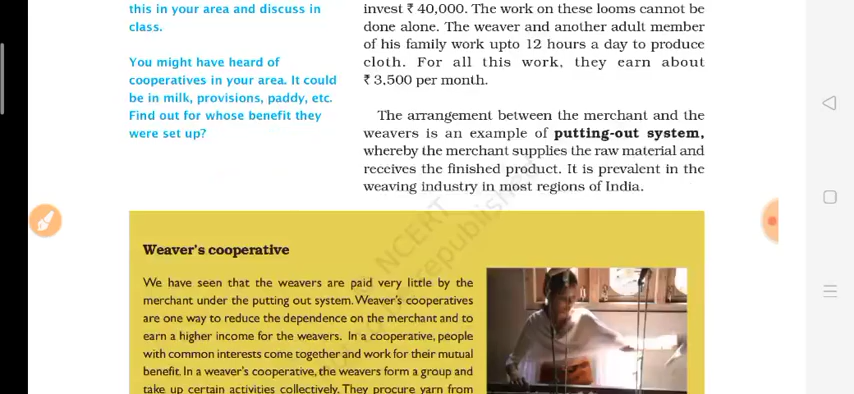 this in your area and discuss in
class.
You might have heard of
cooperatives in your area. It could
be in milk, provisions, paddy, etc.
Find out for whose benefit they
were set up?
invest ₹ 40,000. The work on these looms cannot be
done alone. The weaver and another adult member
of his family work upto 12 hours a day to produce
cloth. For all this work, they earn about
₹ 3,500 per month.
The arrangement between the merchant and the
weavers is an example of putting-out system,
whereby the merchant supplies the raw material and
receives the finished product. It is prevalent in the
weaving industry in most regions of India.
Weaver's cooperative
We have seen that the weavers are paid very little by the
merchant under the putting out system. Weaver's cooperatives
are one way to reduce the dependence on the merchant and to
earn a higher income for the weavers. In a cooperative, people
with common interests come together and work for their mutual
benefit. In a weaver's cooperative, the weavers form a group and
take up certain activities collectively. They procure yarn from
NCERT
republished